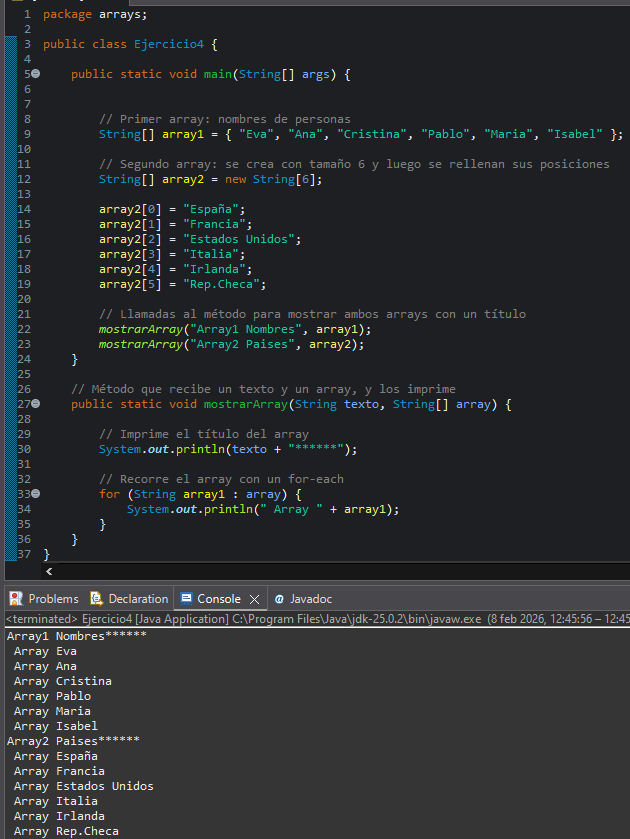 1 package arrays;
2
3 public class Ejercicio4 {
4
5 public static void main(String[] args) {
6
7
8 // Primer array: nombres de personas
9 String[] array1 = { "Eva", "Ana", "Cristina", "Pablo", "Maria", "Isabel" };
10
11 // Segundo array: se crea con tamaño 6 y luego se rellenan sus posiciones
12 String[] array2 = new String[6];
13
14 array2[0] = "España";
15 array2[1] = "Francia";
16 array2[2] = "Estados Unidos";
17 array2[3] = "Italia";
18 array2[4] = "Irlanda";
19 array2[5] = "Rep.Checa";
20
21 // Llamadas al método para mostrar ambos arrays con un título
22 mostrarArray("Array1 Nombres", array1);
23 mostrarArray("Array2 Paises", array2);
24 }
25
26 // Método que recibe un texto y un array, y los imprime
27 public static void mostrarArray(String texto, String[] array) {
28
29 // Imprime el título del array
30 System.out.println(texto + "******");
31
32 // Recorre el array con un for-each
33 for (String array1 : array) {
34 System.out.println(" Array " + array1);
35 }
36 }
37 }
Problems Declaration Console Javadoc
<terminated> Ejercicio4 [Java Application] C:\Program Files\Java\jdk-25.0.2\bin\javaw.exe (8 feb 2026, 12:45:56 – 12:45
Array1 Nombres******
Array Eva
Array Ana
Array Cristina
Array Pablo
Array Maria
Array Isabel
Array2 Paises******
Array España
Array Francia
Array Estados Unidos
Array Italia
Array Irlanda
Array Rep.Checa